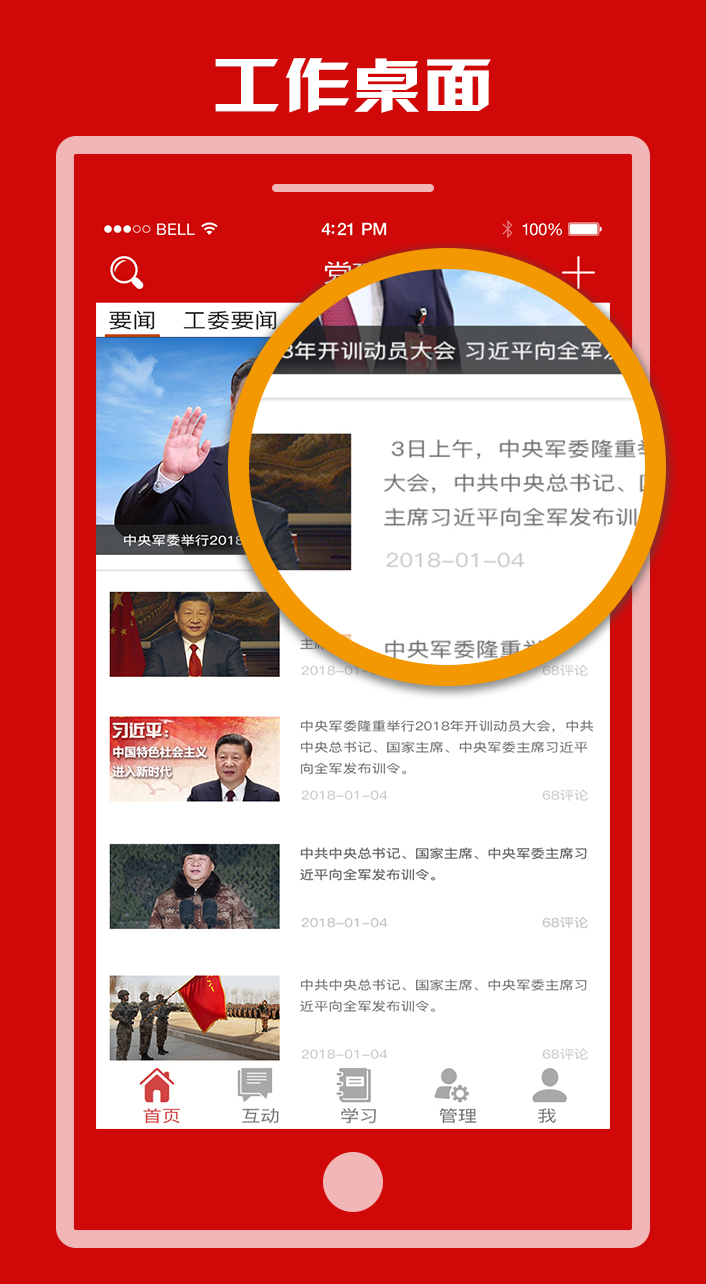 工作桌面
BELL
4:21 PM
100%
党
要闻
工委要闻
8年开训动员大会 习近平向全军
中央军委举行2018
3日上午，中央军委隆重
大会，中共中央总书记、
主席习近平向全军发布训
2018-01-04
中央军委隆重
主席
2018-01
68评论
习近平：
中国特色社会主义
进入新时代
中央军委隆重举行2018年开训动员大会，中共
中央总书记、国家主席、中央军委主席习近平
向全军发布训令。
2018-01-04
68评论
中共中央总书记、国家主席、中央军委主席习
近平向全军发布训令。
2018-01-04
68评论
中共中央总书记、国家主席、中央军委主席习
近平向全军发布训令。
2018-01-04
68评论
首页
互动
学习
管理
我